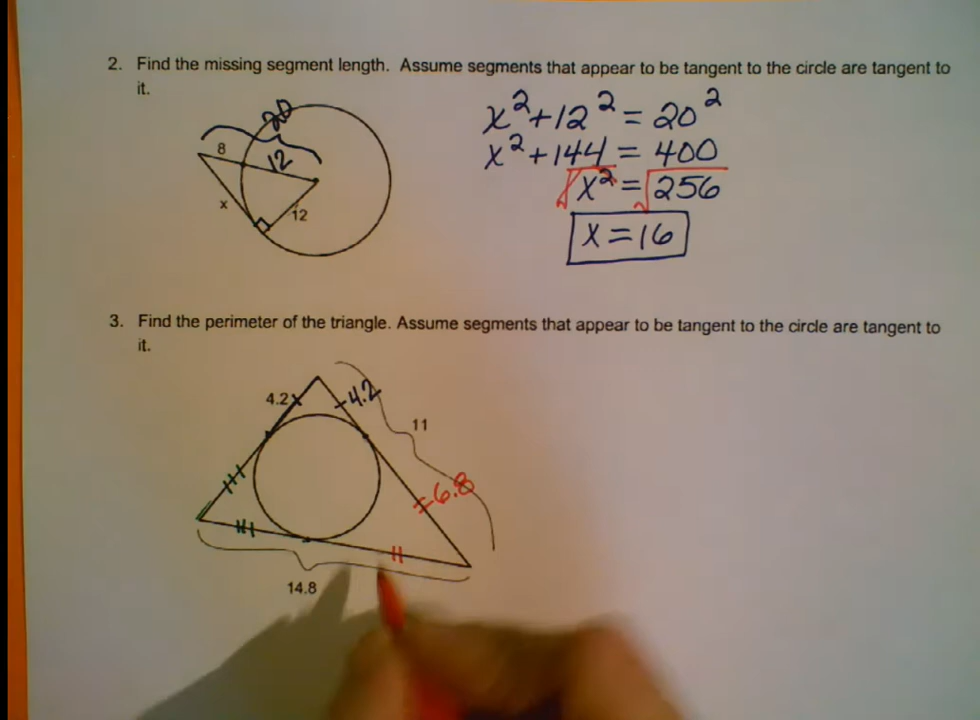 2. Find the missing segment length. Assume segments that appear to be tangent to the circle are tangent to
it.
20
8
12
x
12
x²+12²=20²
x²+144=400
√x²=√256
x=16
3. Find the perimeter of the triangle. Assume segments that appear to be tangent to the circle are tangent to
it.
4.2
4.2
11
6.8
14.8